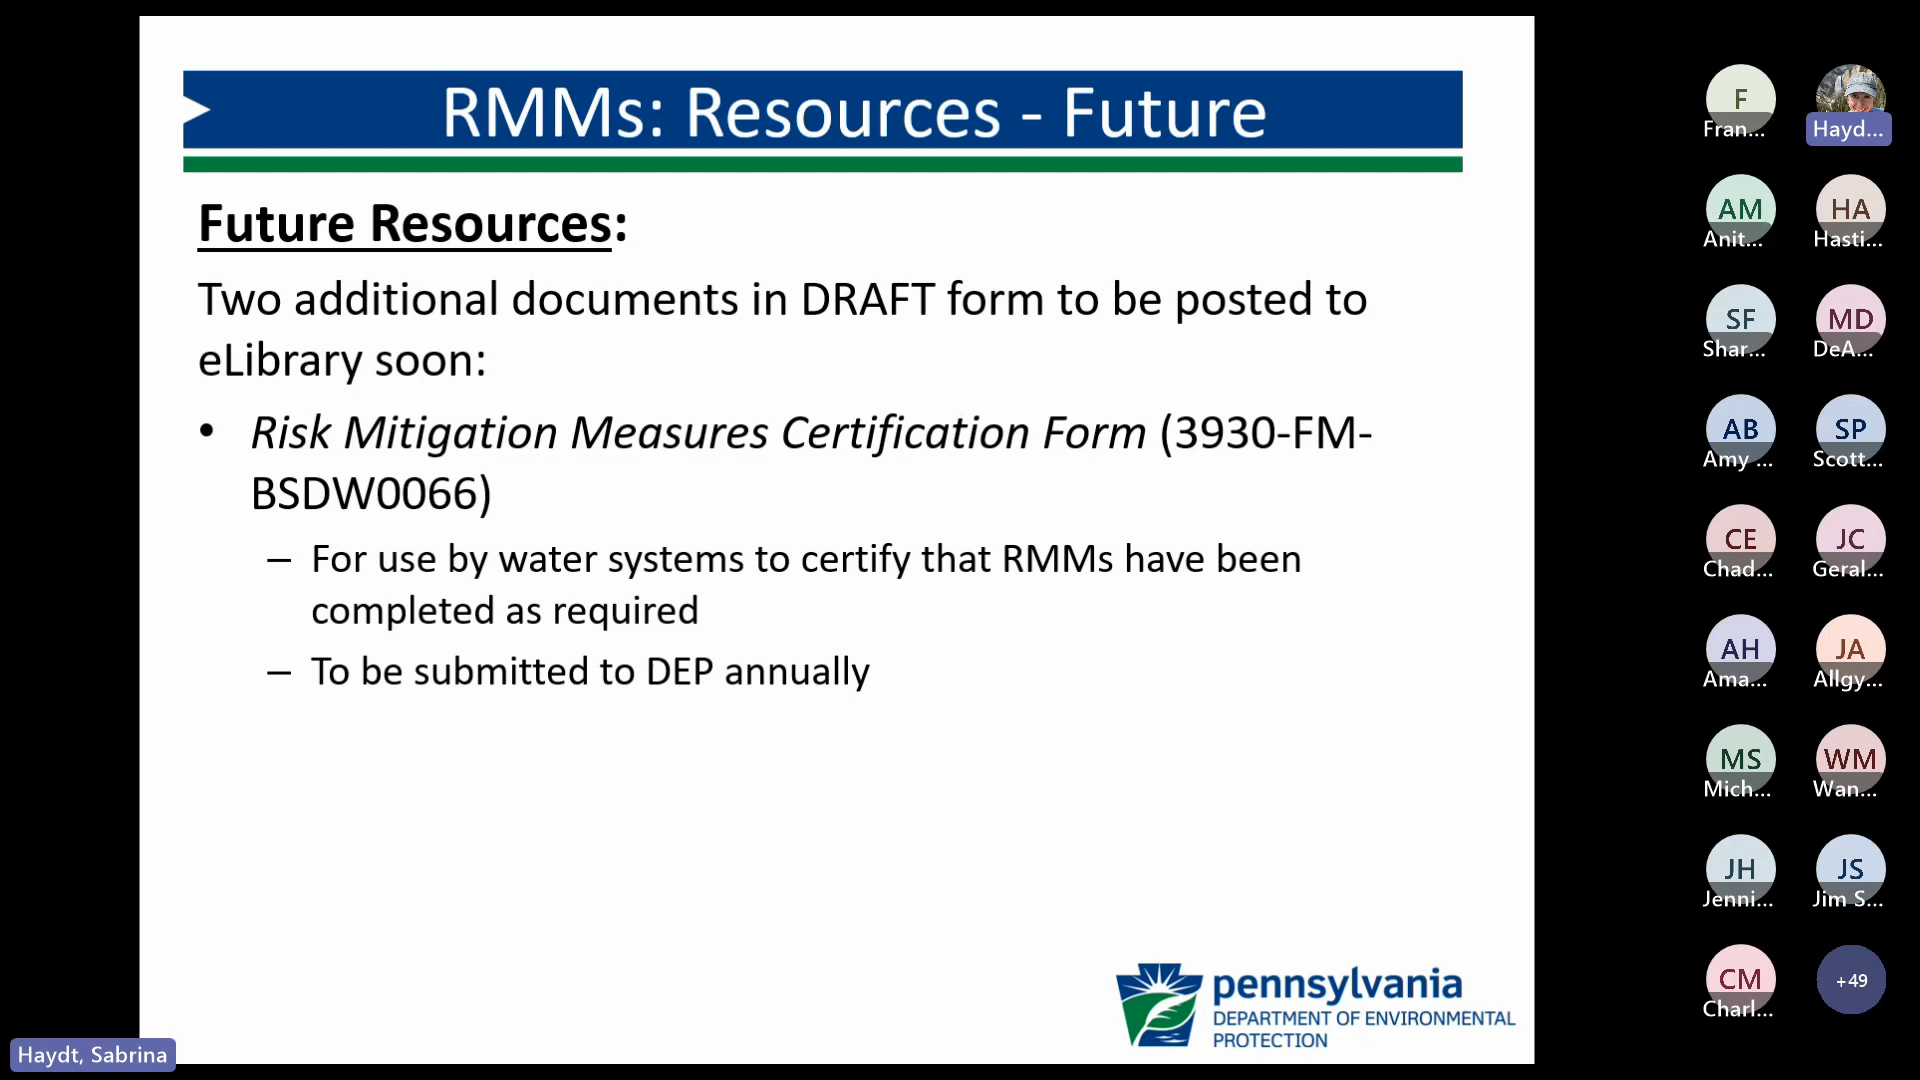 RMMs: Resources - Future
Future Resources:
Two additional documents in DRAFT form to be posted to
eLibrary soon:
• Risk Mitigation Measures Certification Form (3930-FM-
BSDW0066)
– For use by water systems to certify that RMMs have been
completed as required
– To be submitted to DEP annually
pennsylvania
DEPARTMENT OF ENVIRONMENTAL
PROTECTION
Haydt, Sabrina
F
Fran...
Hayd...
AM
Anit...
HA
Hasti...
SF
Shar...
MD
DeA...
AB
Amy ...
SP
Scott...
CE
Chad...
JC
Geral...
AH
Ama...
JA
Allgy...
MS
Mich...
WM
Wan...
JH
Jenni...
JS
Jim S...
CM
Charl...
+49